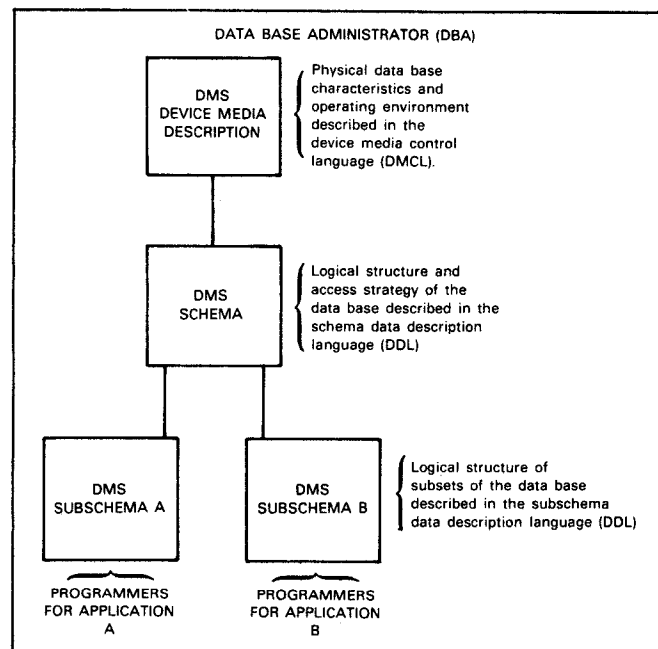 DATA BASE ADMINISTRATOR (DBA)
DMS
DEVICE MEDIA
DESCRIPTION
Physical data base
characteristics and
operating environment
described in the
device media control
language (DMCL).
DMS
SCHEMA
Logical structure and
access strategy of the
data base described in the
schema data description
language (DDL)
DMS
SUBSCHEMA A
DMS
SUBSCHEMA B
Logical structure of
subsets of the data base
described in the subschema
data description language (DDL)
PROGRAMMERS
FOR APPLICATION
A
PROGRAMMERS
FOR APPLICATION
B